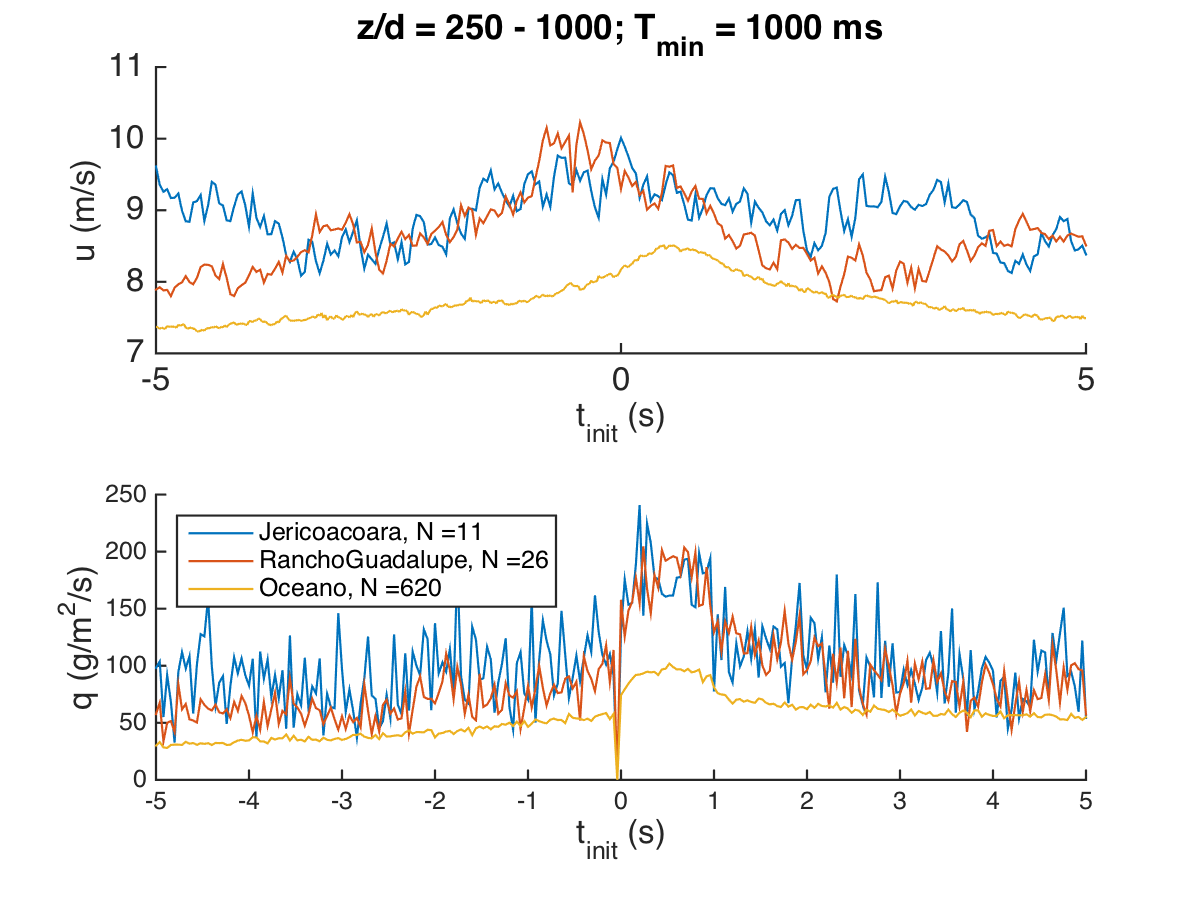 z/d = 250 - 1000; T_min = 1000 ms
11
10
9
8
7
u (m/s)
-5 0 5
t_init (s)
250
200
150
100
50
0
q (g/m^2/s)
Jericoacoara, N =11
RanchoGuadalupe, N =26
Oceano, N =620
-5 -4 -3 -2 -1 0 1 2 3 4 5
t_init (s)